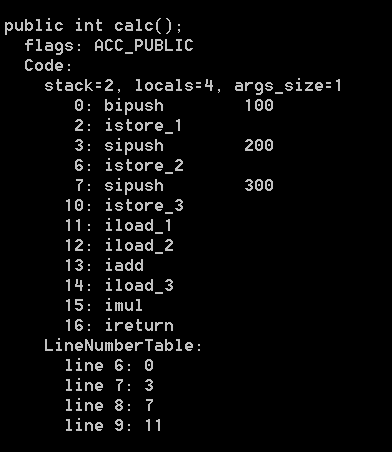 public int calc();
flags: ACC_PUBLIC
Code:
stack=2, locals=4, args_size=1
0: bipush 100
2: istore_1
3: sipush 200
6: istore_2
7: sipush 300
10: istore_3
11: iload_1
12: iload_2
13: iadd
14: iload_3
15: imul
16: ireturn
LineNumberTable:
line 6: 0
line 7: 3
line 8: 7
line 9: 11